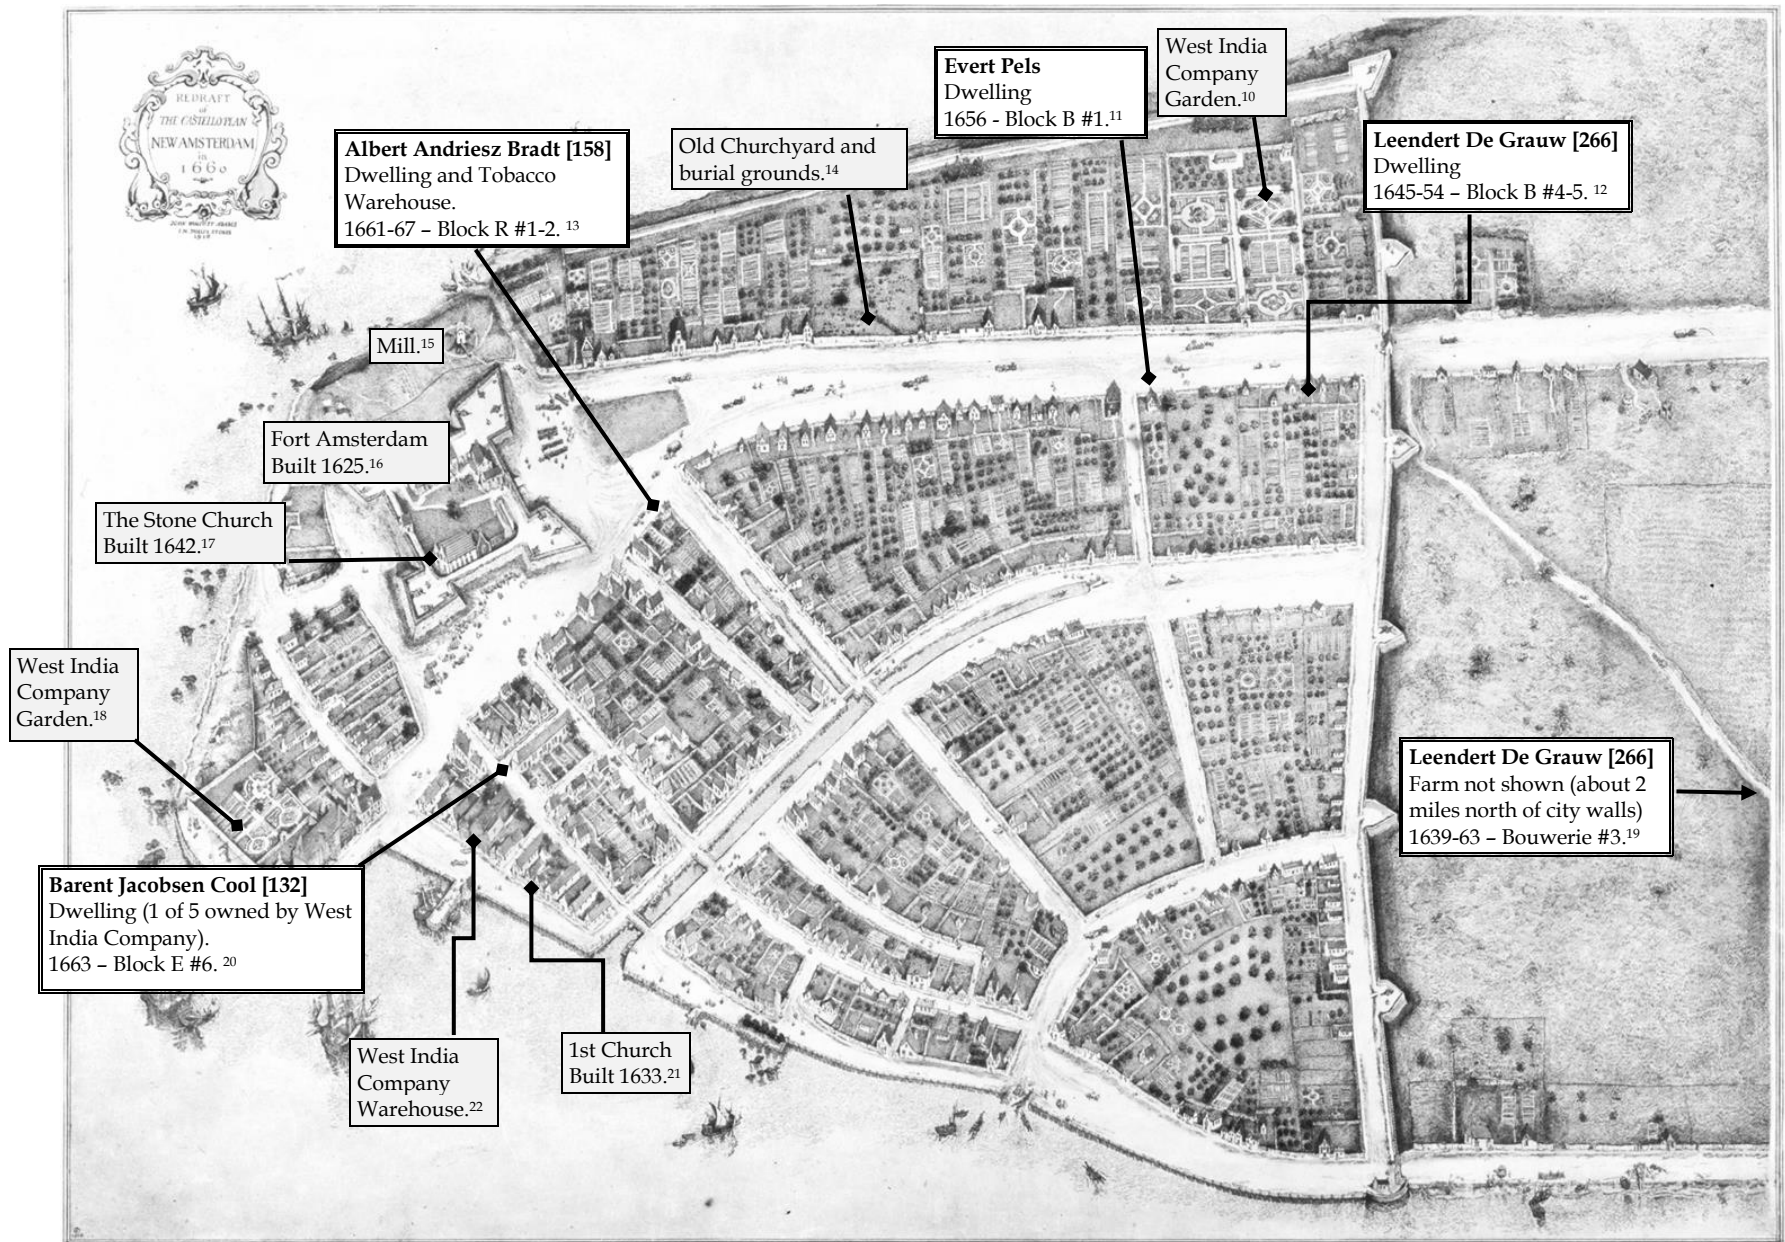 REDRAFT
of
THE CASTELLO PLAN
NEW AMSTERDAM
in
1660
Evert Pels
Dwelling
1656 - Block B #1.11
West India
Company
Garden.10
Albert Andriesz Bradt [158]
Dwelling and Tobacco
Warehouse.
1661-67 – Block R #1-2. 13
Old Churchyard and
burial grounds.14
Leendert De Grauw [266]
Dwelling
1645-54 – Block B #4-5. 12
Mill.15
Fort Amsterdam
Built 1625.16
The Stone Church
Built 1642.17
West India
Company
Garden.18
Leendert De Grauw [266]
Farm not shown (about 2
miles north of city walls)
1639-63 – Bouwerie #3.19
Barent Jacobsen Cool [132]
Dwelling (1 of 5 owned by West
India Company).
1663 – Block E #6. 20
West India
Company
Warehouse.22
1st Church
Built 1633.21